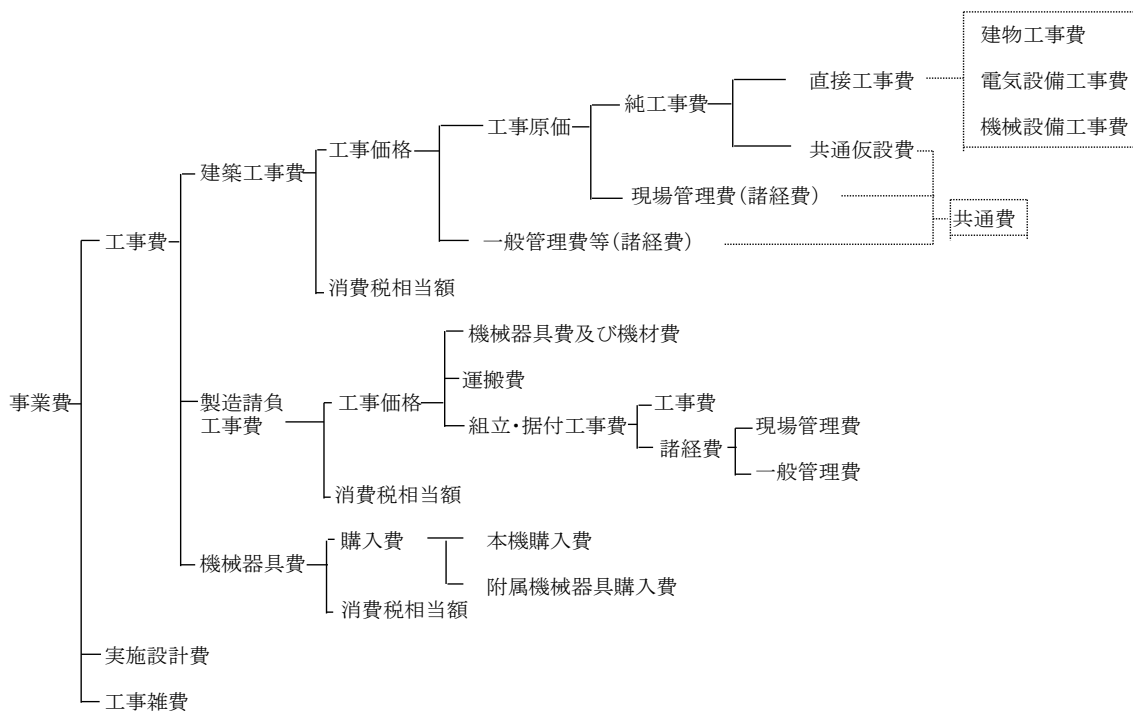 建物工事費
直接工事費
電気設備工事費
純工事費
機械設備工事費
工事原価
工事価格
共通仮設費
建築工事費
現場管理費(諸経費)
共通費
工事費
一般管理費等(諸経費)
消費税相当額
機械器具費及び機材費
運搬費
事業費
製造請負
工事費
工事価格
工事費
組立・据付工事費
現場管理費
諸経費
一般管理費
消費税相当額
購入費
本機購入費
機械器具費
附属機械器具購入費
消費税相当額
実施設計費
工事雑費